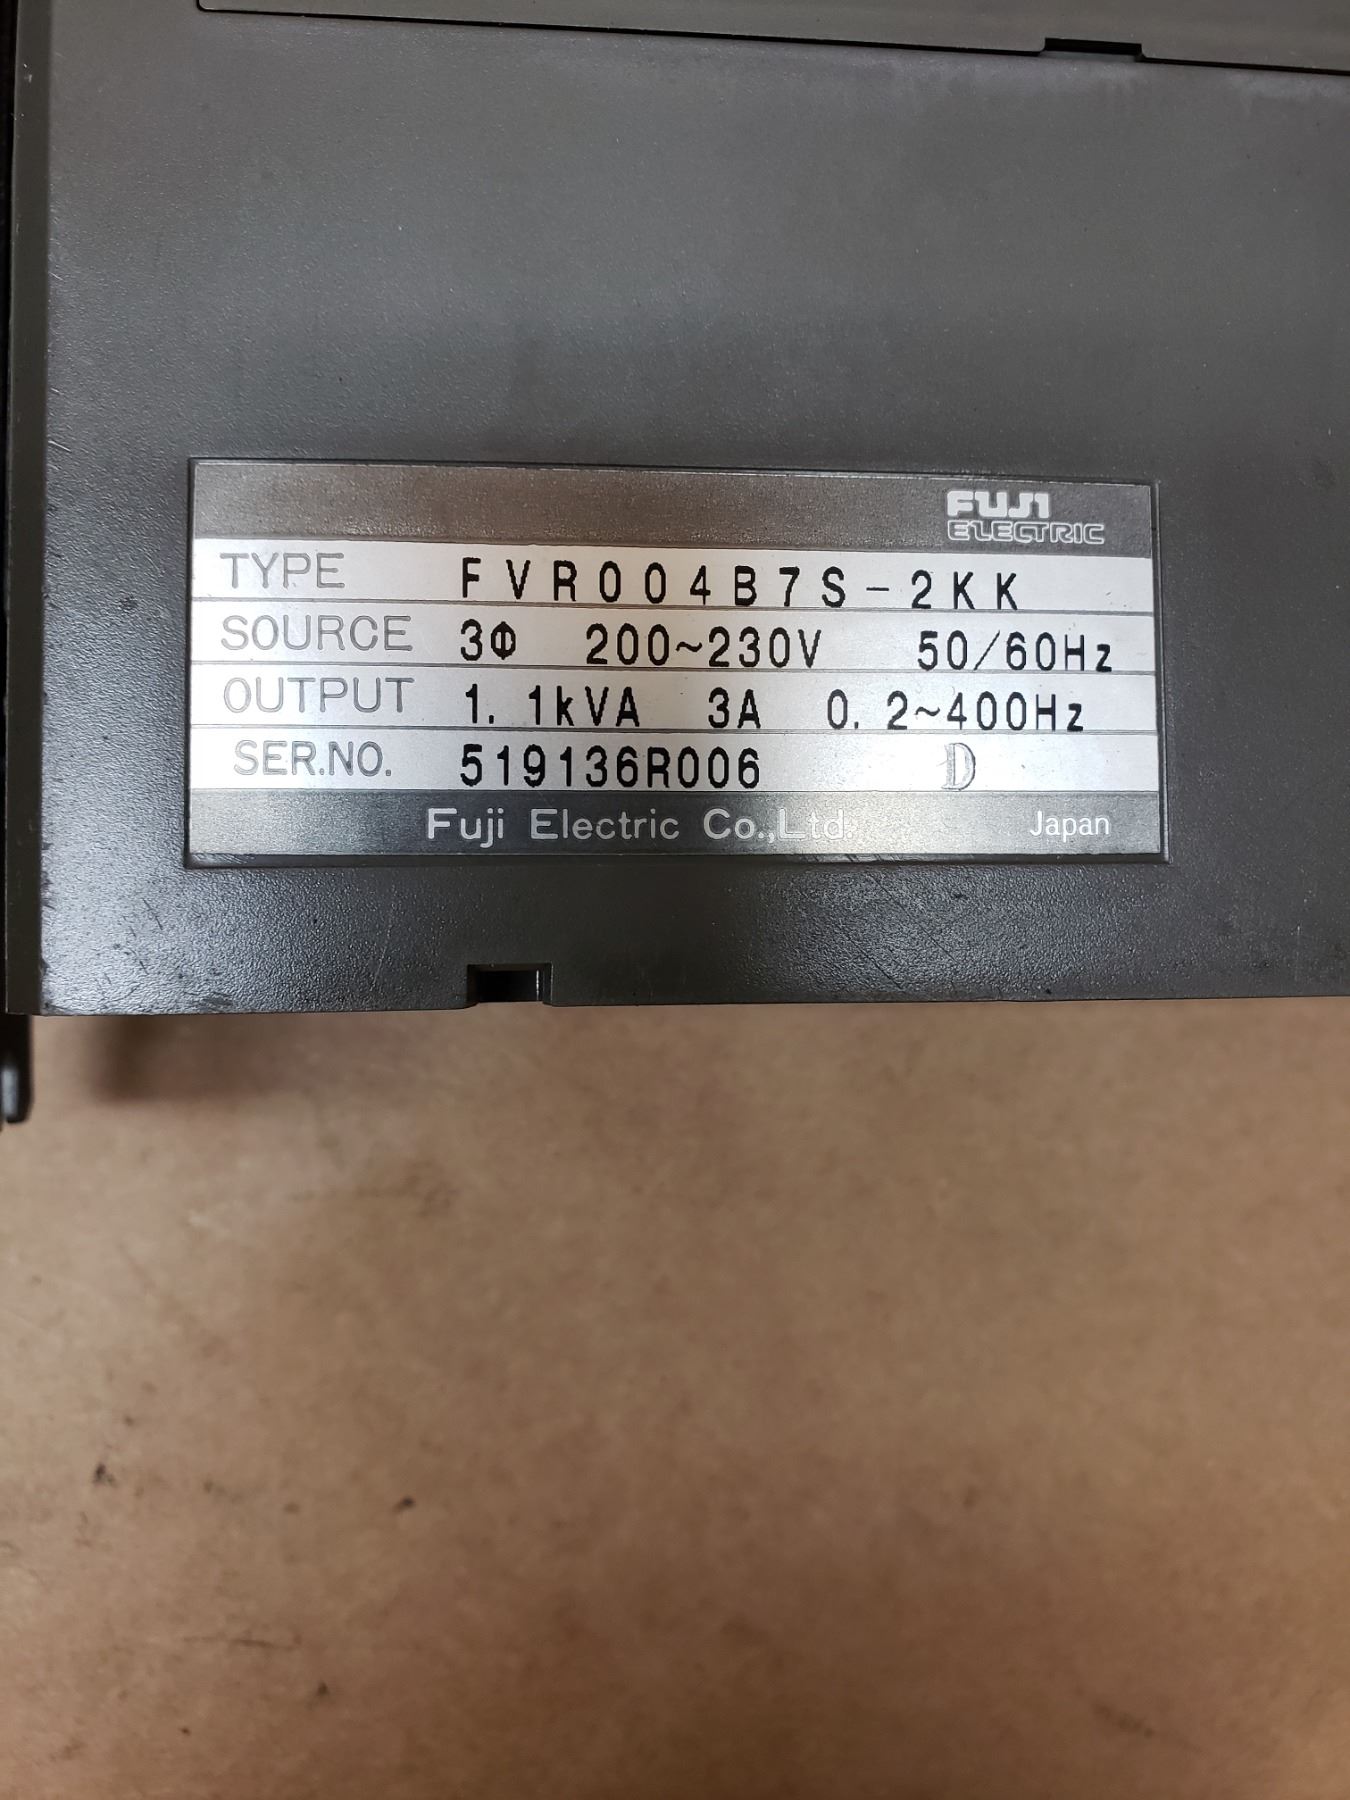 FUJI
ELECTRIC
TYPE FVR004B7S-2KK
SOURCE 3Φ 200~230V 50/60Hz
OUTPUT 1.1kVA 3A 0.2~400Hz
SER.NO. 519136R006 D
Fuji Electric Co.,Ltd. Japan